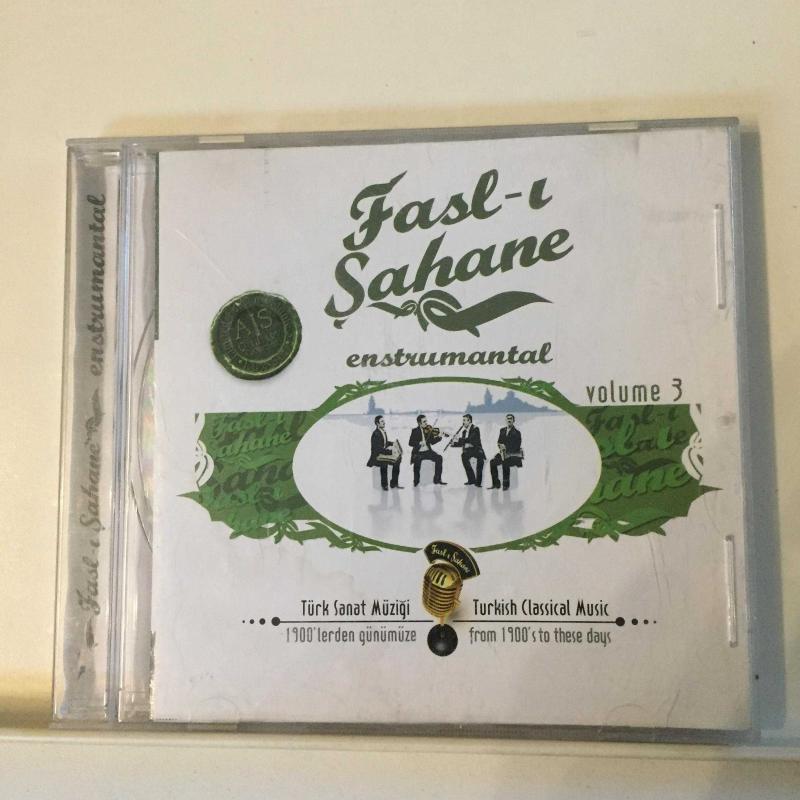 Fasl-ı
Şahane
enstrumantal
volume 3
AJS
Fasl-ı Şahane
Türk Sanat Müziği
1900'lerden günümüze
Turkish Classical Music
from 1900's to these days
Fasl-ı Şahane enstrumantal